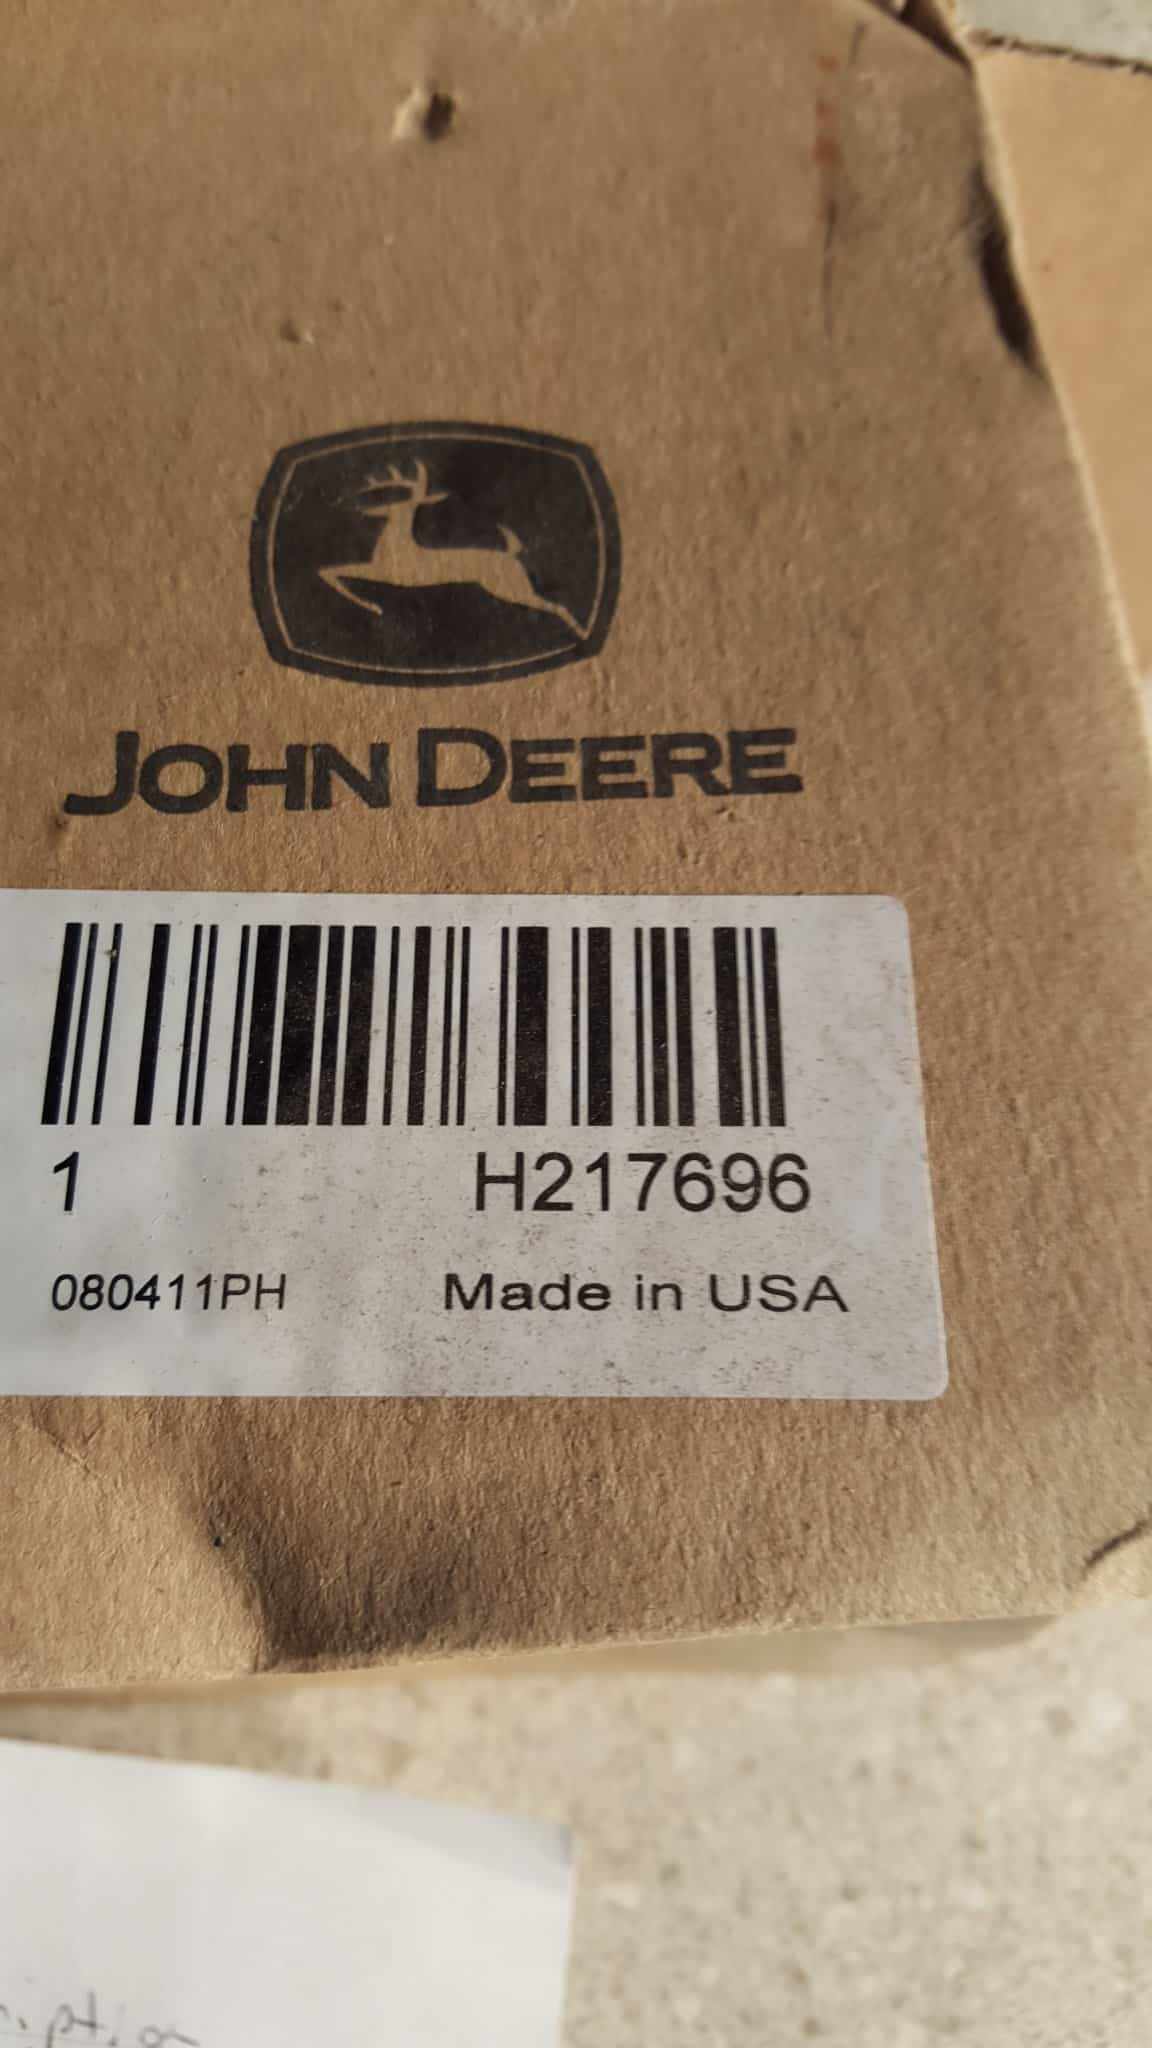 JOHN DEERE
1 H217696
080411PH Made in USA